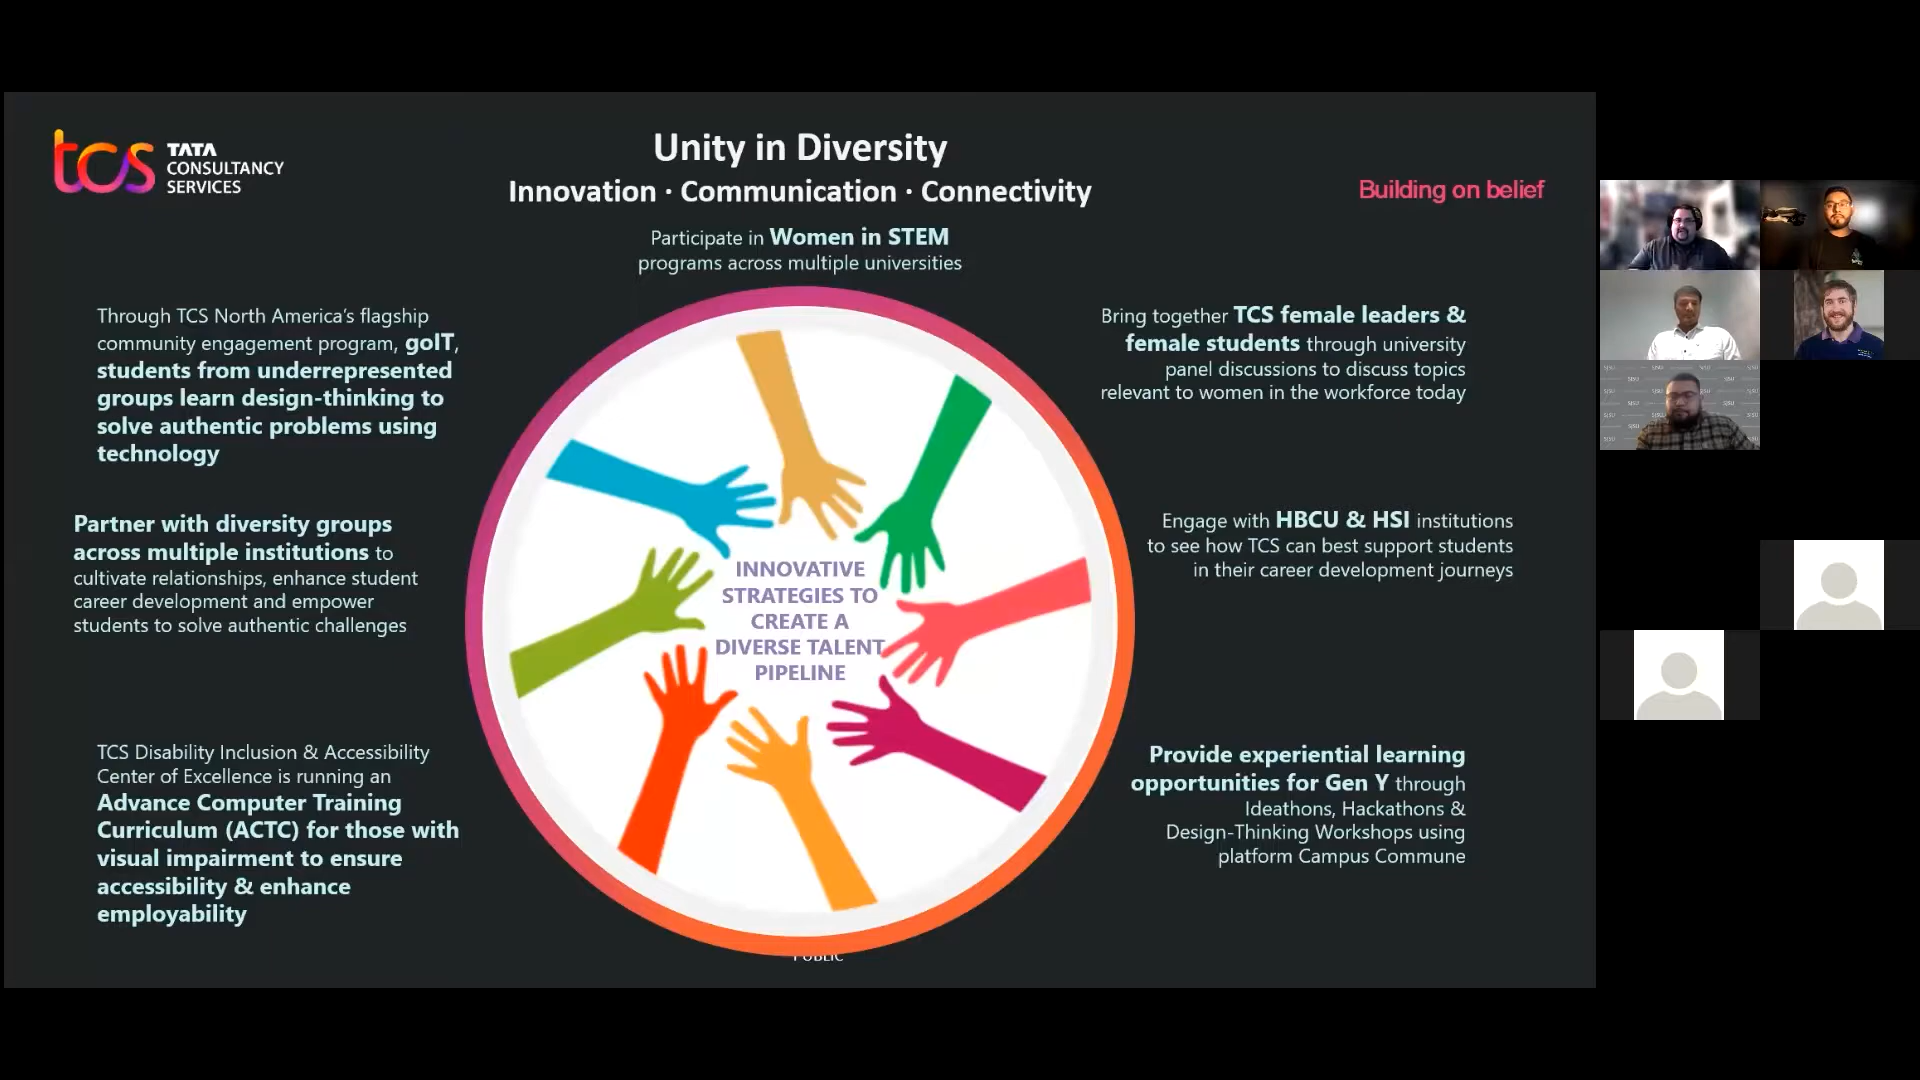 tcs TATA
CONSULTANCY
SERVICES
Unity in Diversity
Innovation · Communication · Connectivity
Building on belief
Participate in Women in STEM
programs across multiple universities
Through TCS North America's flagship
community engagement program, goIT,
students from underrepresented
groups learn design-thinking to
solve authentic problems using
technology
Partner with diversity groups
across multiple institutions to
cultivate relationships, enhance student
career development and empower
students to solve authentic challenges
TCS Disability Inclusion & Accessibility
Center of Excellence is running an
Advance Computer Training
Curriculum (ACTC) for those with
visual impairment to ensure
accessibility & enhance
employability
INNOVATIVE
STRATEGIES TO
CREATE A
DIVERSE TALENT
PIPELINE
Bring together TCS female leaders &
female students through university
panel discussions to discuss topics
relevant to women in the workforce today
Engage with HBCU & HSI institutions
to see how TCS can best support students
in their career development journeys
Provide experiential learning
opportunities for Gen Y through
Ideathons, Hackathons &
Design-Thinking Workshops using
platform Campus Commune
PUBLIC